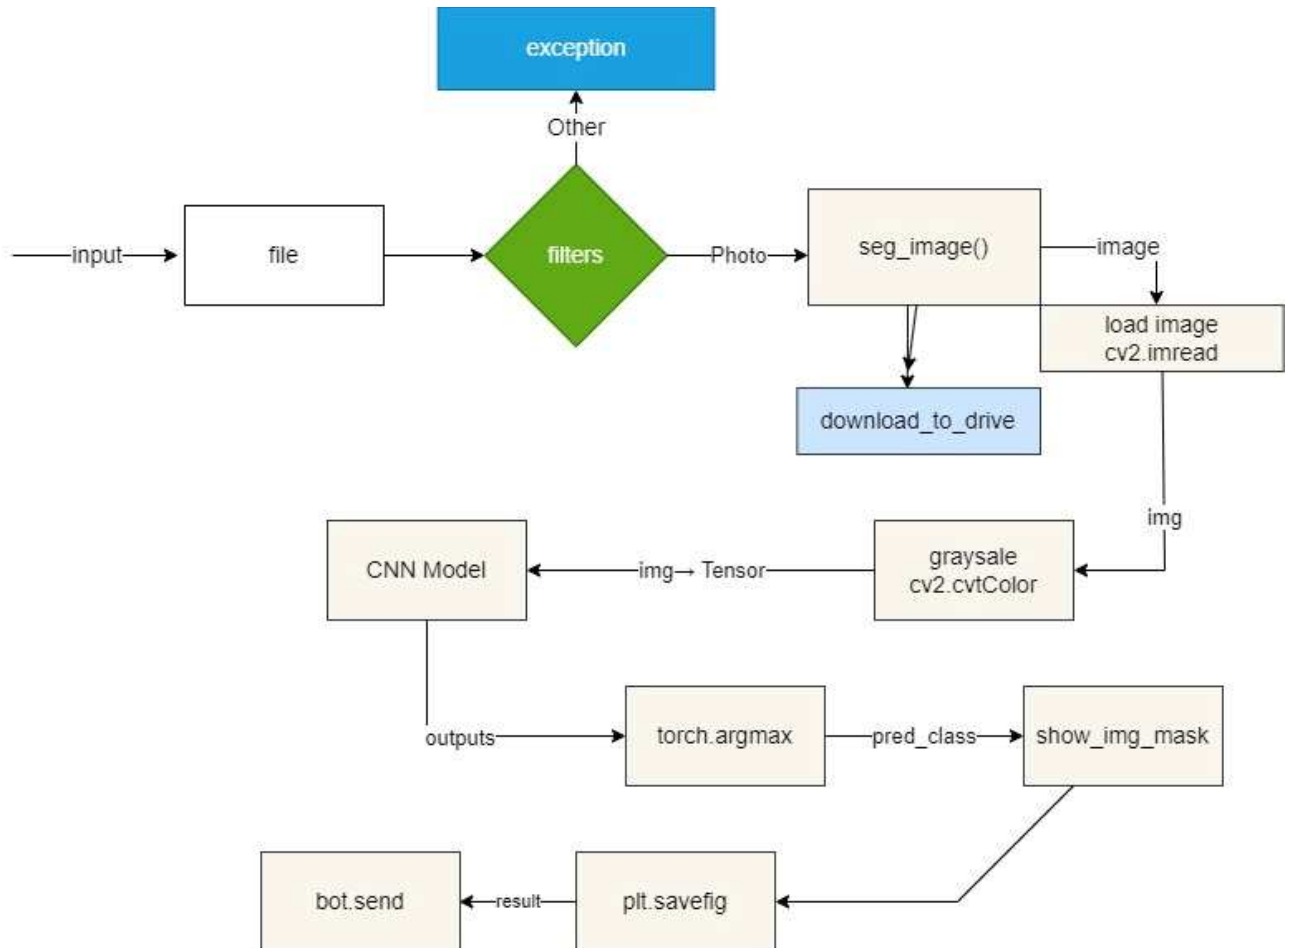 exception
Other
input
file
filters
Photo
seg_image()
image
load image
cv2.imread
download_to_drive
img
CNN Model
img→ Tensor
graysale
cv2.cvtColor
outputs
torch.argmax
pred_class
show_img_mask
bot.send
result
plt.savefig